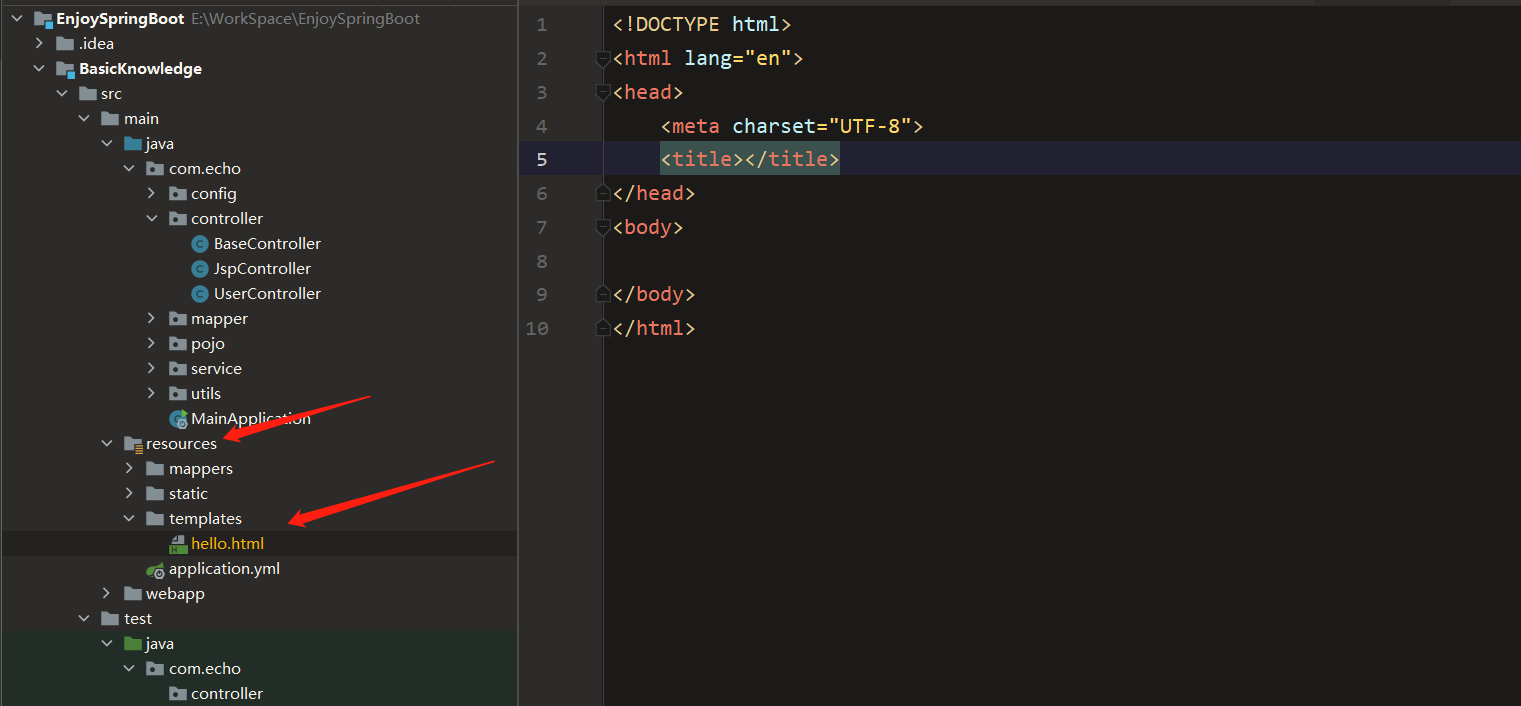 EnjoySpringBoot E:\WorkSpace\EnjoySpringBoot
.idea
BasicKnowledge
src
main
java
com.echo
config
controller
BaseController
JspController
UserController
mapper
pojo
service
utils
MainApplication
resources
mappers
static
templates
hello.html
application.yml
webapp
test
java
com.echo
controller
1 <!DOCTYPE html>
2 <html lang="en">
3 <head>
4 <meta charset="UTF-8">
5 <title></title>
6 </head>
7 <body>
8
9 </body>
10 </html>